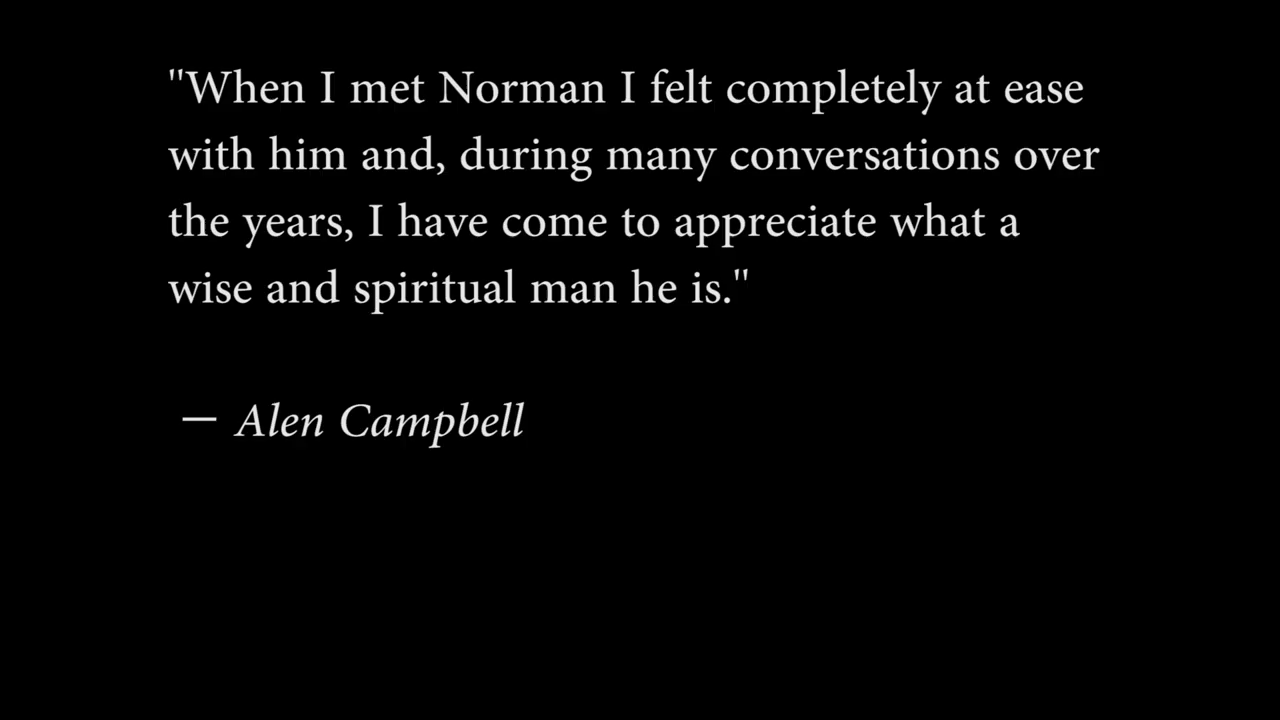 "When I met Norman I felt completely at ease
with him and, during many conversations over
the years, I have come to appreciate what a
wise and spiritual man he is."
— Alen Campbell